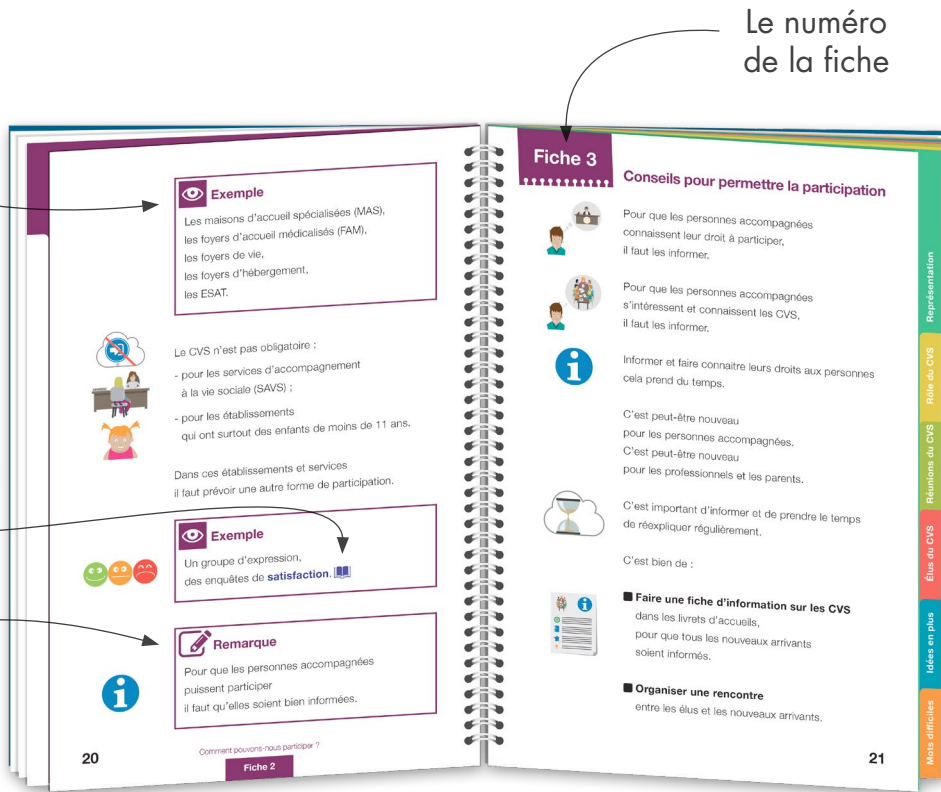 Le numéro
de la fiche
Exemple
Les maisons d'accueil spécialisées (MAS),
les foyers d'accueil médicalisés (FAM),
les foyers de vie,
les foyers d'hébergement,
les ESAT.
Le CVS n'est pas obligatoire :
- pour les services d'accompagnement
à la vie sociale (SAVS) ;
- pour les établissements
qui ont surtout des enfants de moins de 11 ans.
Dans ces établissements et services
il faut prévoir une autre forme de participation.
Exemple
Un groupe d'expression,
des enquêtes de satisfaction.
Remarque
Pour que les personnes accompagnées
puissent participer
il faut qu'elles soient bien informées.
20
Comment pouvons-nous participer ?
Fiche 2
Fiche 3
Conseils pour permettre la participation
Pour que les personnes accompagnées
connaissent leur droit à participer,
il faut les informer.
Pour que les personnes accompagnées
s'intéressent et connaissent les CVS,
il faut les informer.
Informer et faire connaitre leurs droits aux personnes
cela prend du temps.
C'est peut-être nouveau
pour les personnes accompagnées.
C'est peut-être nouveau
pour les professionnels et les parents.
C'est important d'informer et de prendre le temps
de réexpliquer régulièrement.
C'est bien de :
Faire une fiche d'information sur les CVS
dans les livrets d'accueils,
pour que tous les nouveaux arrivants
soient informés.
Organiser une rencontre
entre les élus et les nouveaux arrivants.
21
Représentation
Rôle du CVS
Réunions du CVS
Élus du CVS
Idées en plus
Mots difficiles